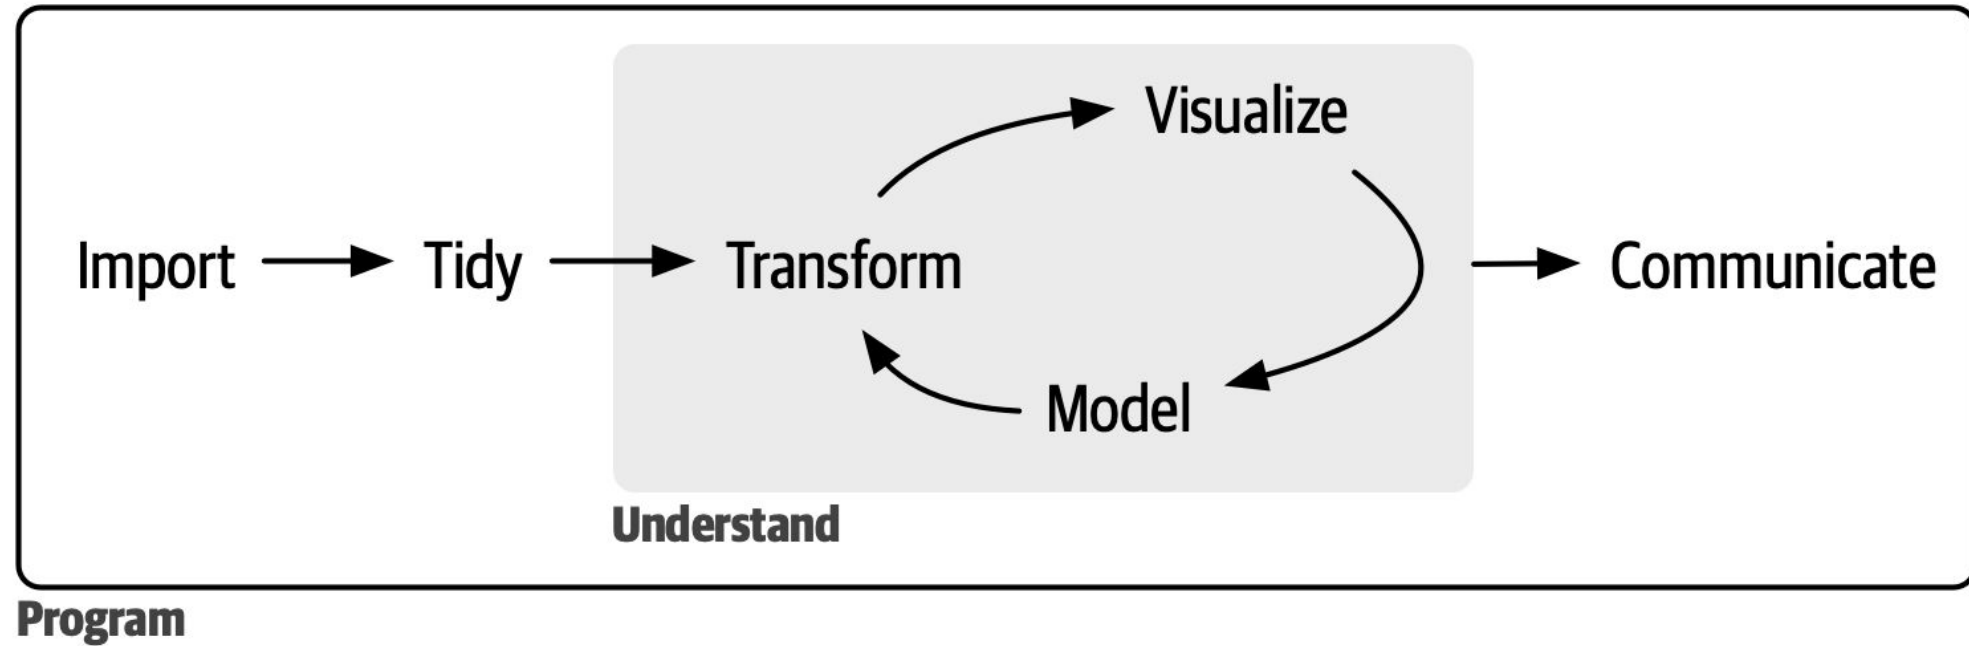 Visualize
Import
Tidy
Transform
Communicate
Model
Understand
Program